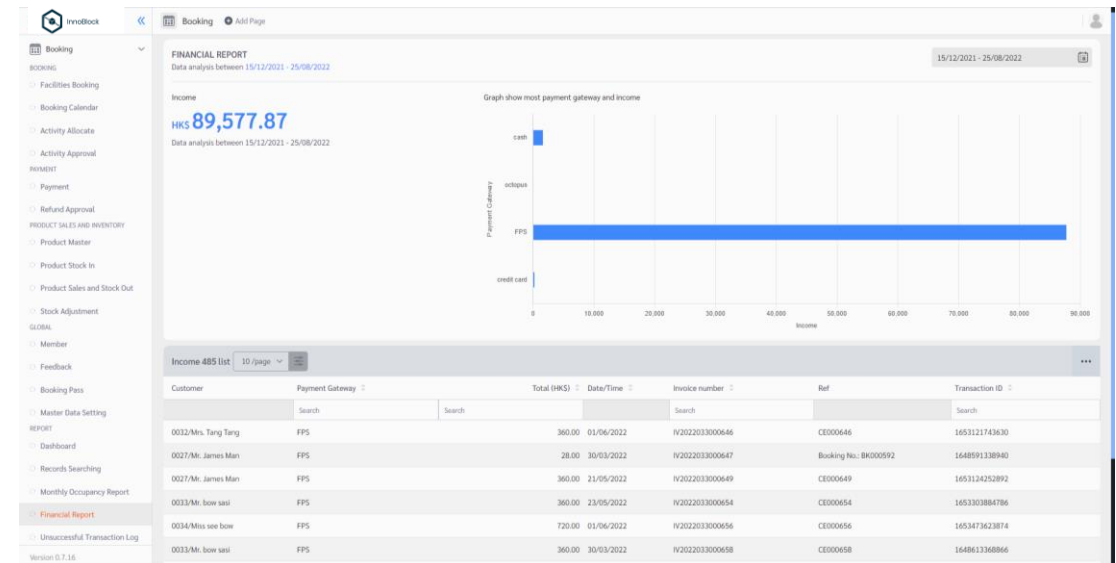 InnoBlock
Booking
Add Page
Booking
BOOKING
Facilities Booking
Booking Calendar
Activity Allocate
Activity Approval
PAYMENT
Payment
Refund Approval
PRODUCT SALES AND INVENTORY
Product Master
Product Stock In
Product Sales and Stock Out
Stock Adjustment
GLOBAL
Member
Feedback
Booking Pass
Master Data Setting
REPORT
Dashboard
Records Searching
Monthly Occupancy Report
Financial Report
Unsuccessful Transaction Log
Version 0.7.16
FINANCIAL REPORT
Data analysis between 15/12/2021 - 25/08/2022
15/12/2021 - 25/08/2022
Income
HK$ 89,577.87
Data analysis between 15/12/2021 - 25/08/2022
Graph show most payment gateway and income
Payment Gateway
cash
octopus
FPS
credit card
0 10,000 20,000 30,000 40,000 50,000 60,000 70,000 80,000 90,000
Income
Income 485 list 10 /page
Customer Payment Gateway Total (HK$) Date/Time Invoice number Ref Transaction ID
Search Search Search Search
0032/Mrs. Tang Tang FPS 360.00 01/06/2022 IV2022033000646 CE000646 1653121743630
0027/Mr. James Man FPS 28.00 30/03/2022 IV2022033000647 Booking No.: BK000592 1648591338940
0027/Mr. James Man FPS 360.00 21/05/2022 IV2022033000649 CE000649 1653124252892
0033/Mr. bow sasi FPS 360.00 23/05/2022 IV2022033000654 CE000654 1653303884786
0034/Miss see bow FPS 720.00 01/06/2022 IV2022033000656 CE000656 1653473623874
0033/Mr. bow sasi FPS 360.00 30/03/2022 IV2022033000658 CE000658 1648613368866